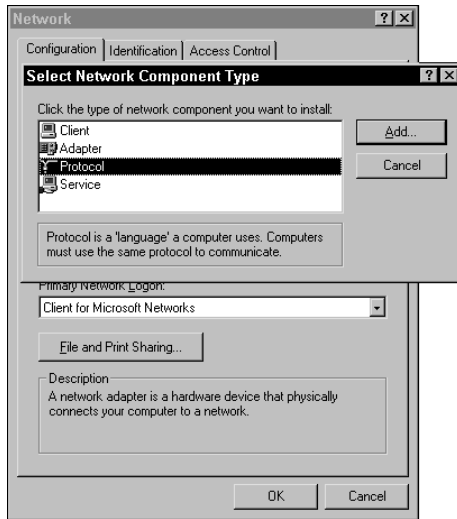 Network
Configuration Identification Access Control
Select Network Component Type
Click the type of network component you want to install:
Client
Adapter
Protocol
Service
Add...
Cancel
Protocol is a 'language' a computer uses. Computers
must use the same protocol to communicate.
Primary Network Logon:
Client for Microsoft Networks
File and Print Sharing...
Description
A network adapter is a hardware device that physically
connects your computer to a network.
OK Cancel